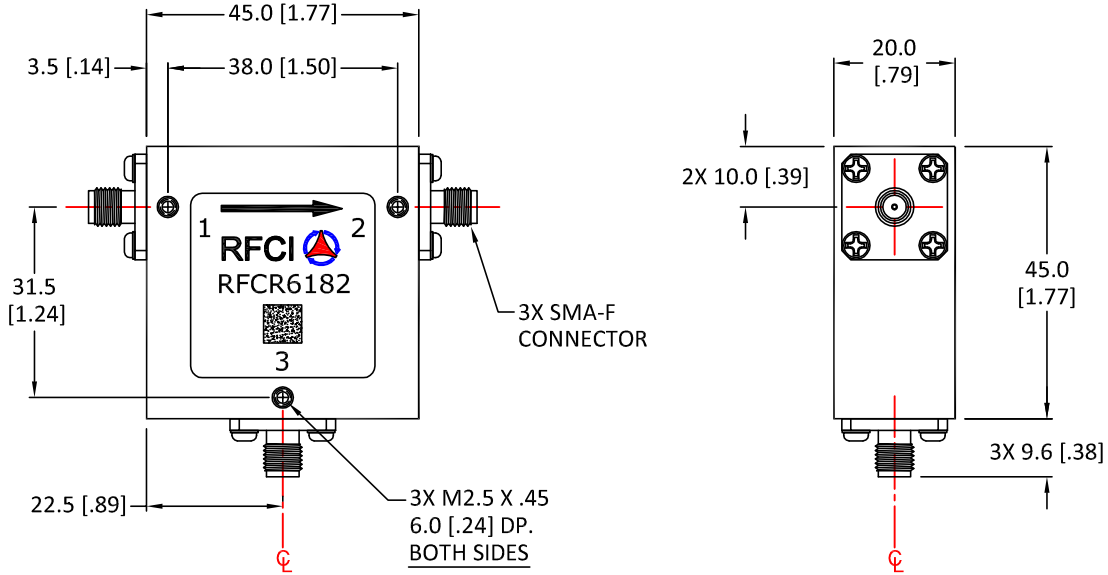 45.0 [1.77]
3.5 [.14]
38.0 [1.50]
20.0
[.79]
2X 10.0 [.39]
1
2
RFCI
RFCR6182
3
31.5
[1.24]
3X SMA-F
CONNECTOR
45.0
[1.77]
3X 9.6 [.38]
22.5 [.89]
3X M2.5 X .45
6.0 [.24] DP.
BOTH SIDES
℄
℄